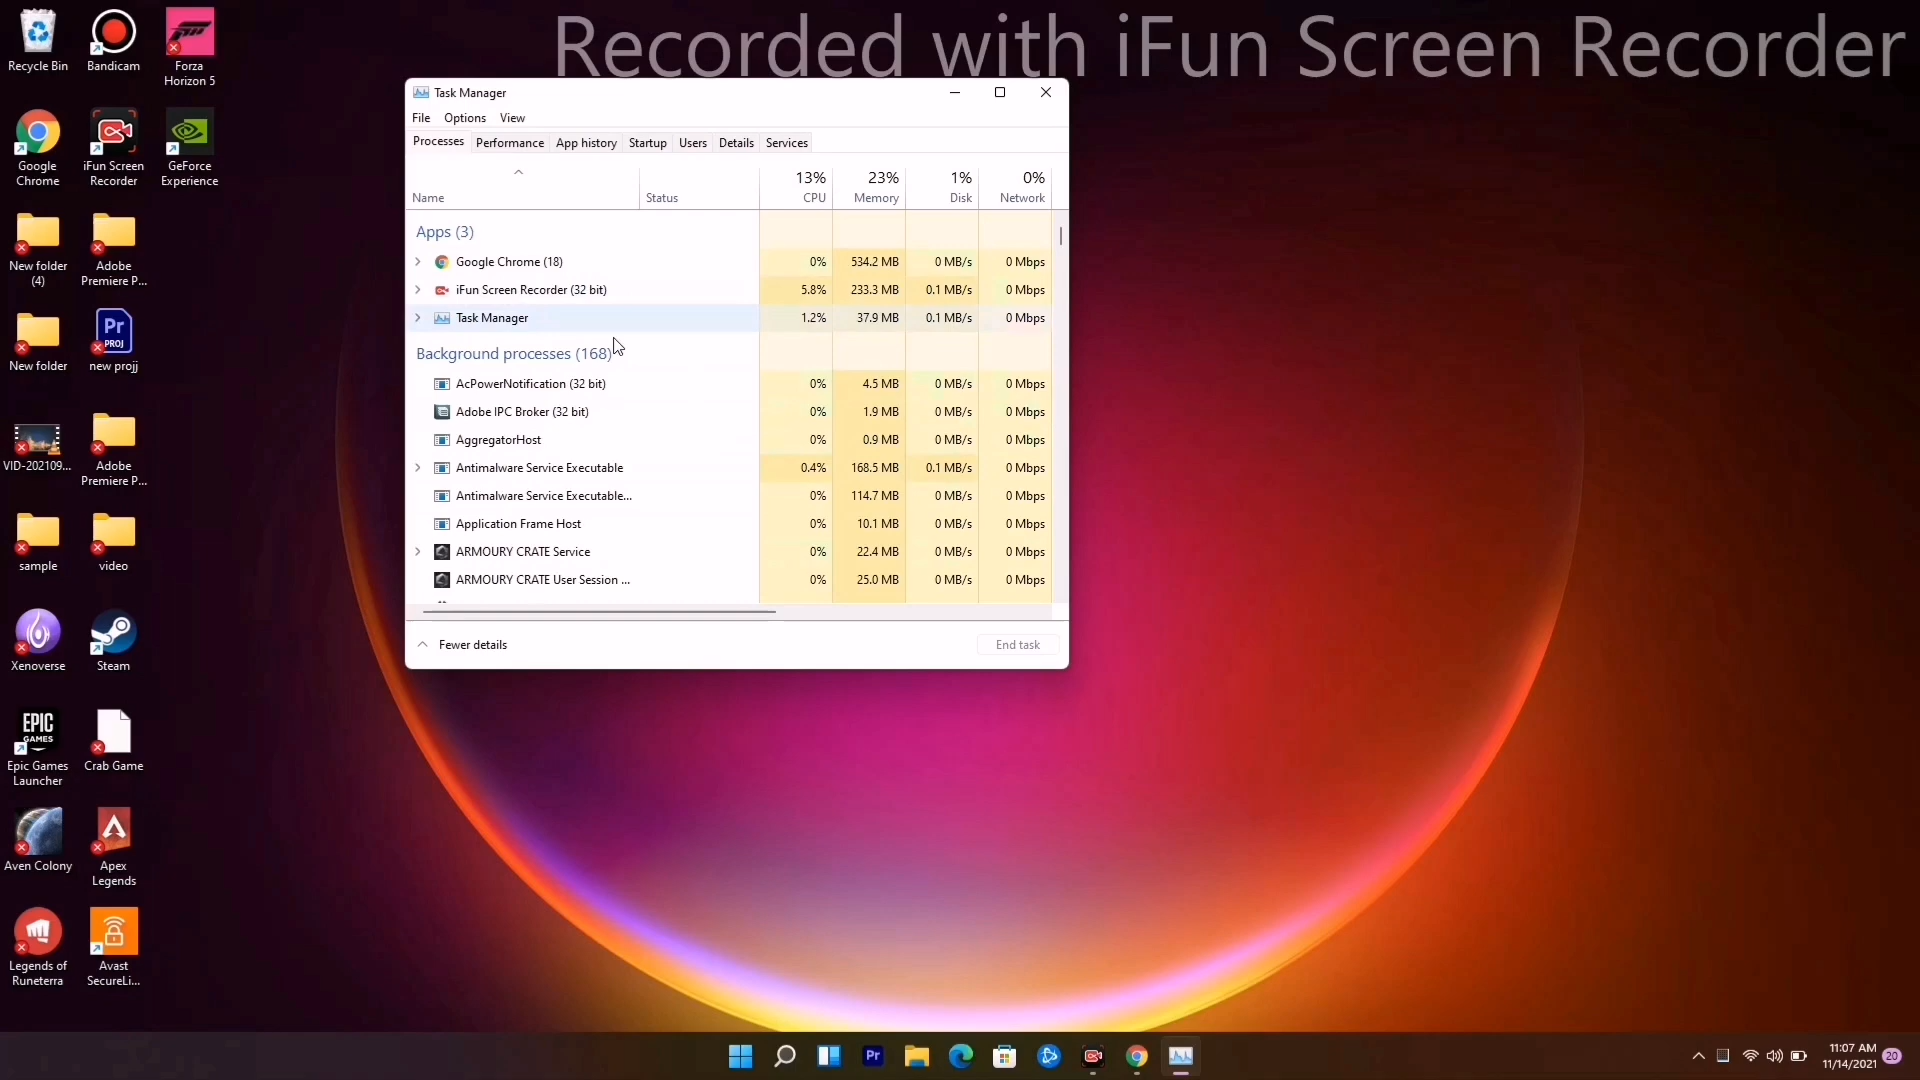 Recorded with iFun Screen Recorder
Recycle Bin
Bandicam
Forza
Horizon 5
Google
Chrome
iFun Screen
Recorder
GeForce
Experience
New folder
(4)
Adobe
Premiere P...
New folder
Pr
PROJ
new projj
VID-202109...
Adobe
Premiere P...
sample
video
Xenoverse
Steam
EPIC
GAMES
Epic Games
Launcher
Crab Game
Aven Colony
Apex
Legends
Legends of
Runeterra
Avast
SecureLi...
Task Manager
File Options View
Processes Performance App history Startup Users Details Services
13% 23% 1% 0%
Name Status CPU Memory Disk Network
Apps (3)
Google Chrome (18) 0% 534.2 MB 0 MB/s 0 Mbps
iFun Screen Recorder (32 bit) 5.8% 233.3 MB 0.1 MB/s 0 Mbps
Task Manager 1.2% 37.9 MB 0.1 MB/s 0 Mbps
Background processes (168)
AcPowerNotification (32 bit) 0% 4.5 MB 0 MB/s 0 Mbps
Adobe IPC Broker (32 bit) 0% 1.9 MB 0 MB/s 0 Mbps
AggregatorHost 0% 0.9 MB 0 MB/s 0 Mbps
Antimalware Service Executable 0.4% 168.5 MB 0.1 MB/s 0 Mbps
Antimalware Service Executable... 0% 114.7 MB 0 MB/s 0 Mbps
Application Frame Host 0% 10.1 MB 0 MB/s 0 Mbps
ARMOURY CRATE Service 0% 22.4 MB 0 MB/s 0 Mbps
ARMOURY CRATE User Session ... 0% 25.0 MB 0 MB/s 0 Mbps
Fewer details
End task
Pr
11:07 AM
11/14/2021
20